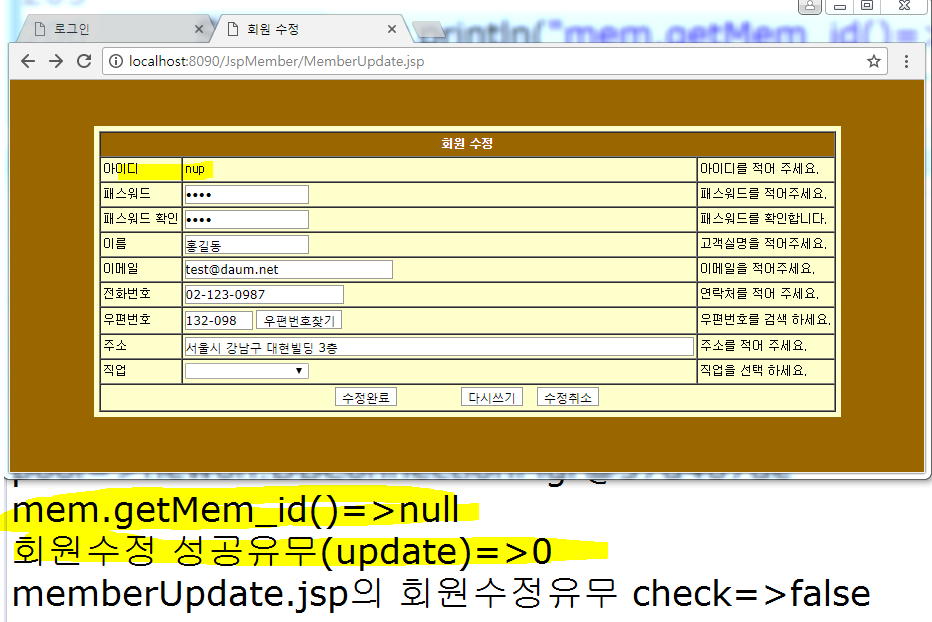 println("mem.getMem_id()=>
로그인
회원 수정
localhost:8090/JspMember/MemberUpdate.jsp
회원 수정
아이디 nup 아이디를 적어 주세요.
패스워드 •••• 패스워드를 적어주세요.
패스워드 확인 •••• 패스워드를 확인합니다.
이름 홍길동 고객실명을 적어주세요.
이메일 test@daum.net 이메일을 적어주세요.
전화번호 02-123-0987 연락처를 적어 주세요.
우편번호 132-098 우편번호찾기 우편번호를 검색 하세요.
주소 서울시 강남구 대현빌딩 3층 주소를 적어 주세요.
직업 직업을 선택 하세요.
수정완료 다시쓰기 수정취소
mem.getMem_id()=>null
회원수정 성공유무(update)=>0
memberUpdate.jsp의 회원수정유무 check=>false